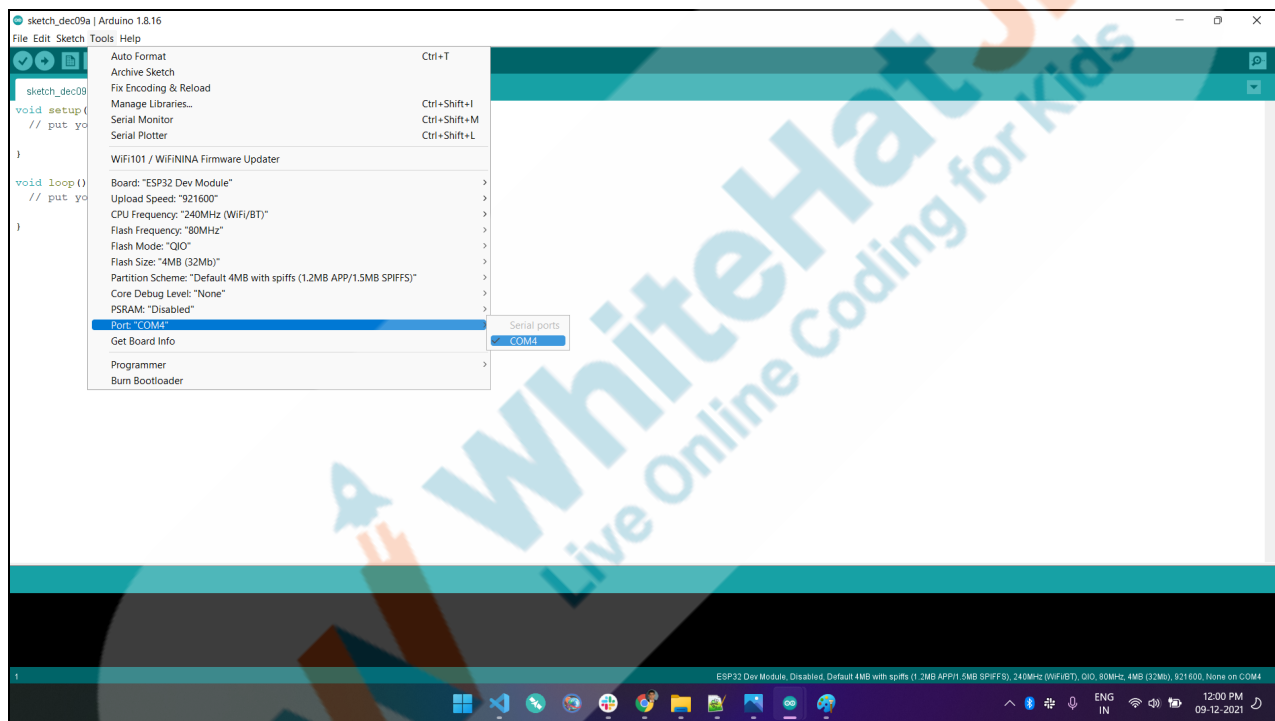 sketch_dec09a | Arduino 1.8.16
File Edit Sketch Tools Help
sketch_dec09
void setup(
// put yo
}
void loop()
// put yo
}
Auto Format Ctrl+T
Archive Sketch
Fix Encoding & Reload
Manage Libraries... Ctrl+Shift+I
Serial Monitor Ctrl+Shift+M
Serial Plotter Ctrl+Shift+L
WiFi101 / WiFiNINA Firmware Updater
Board: "ESP32 Dev Module"
Upload Speed: "921600"
CPU Frequency: "240MHz (WiFi/BT)"
Flash Frequency: "80MHz"
Flash Mode: "QIO"
Flash Size: "4MB (32Mb)"
Partition Scheme: "Default 4MB with spiffs (1.2MB APP/1.5MB SPIFFS)"
Core Debug Level: "None"
PSRAM: "Disabled"
Port: "COM4"
Serial ports
COM4
Get Board Info
Programmer
Burn Bootloader
WhiteHat J
Live Online Coding for Kids
1
ESP32 Dev Module, Disabled, Default 4MB with spiffs (1.2MB APP/1.5MB SPIFFS), 240MHz (WiFi/BT), QIO, 80MHz, 4MB (32Mb), 921600, None on COM4
ENG
IN
12:00 PM
09-12-2021